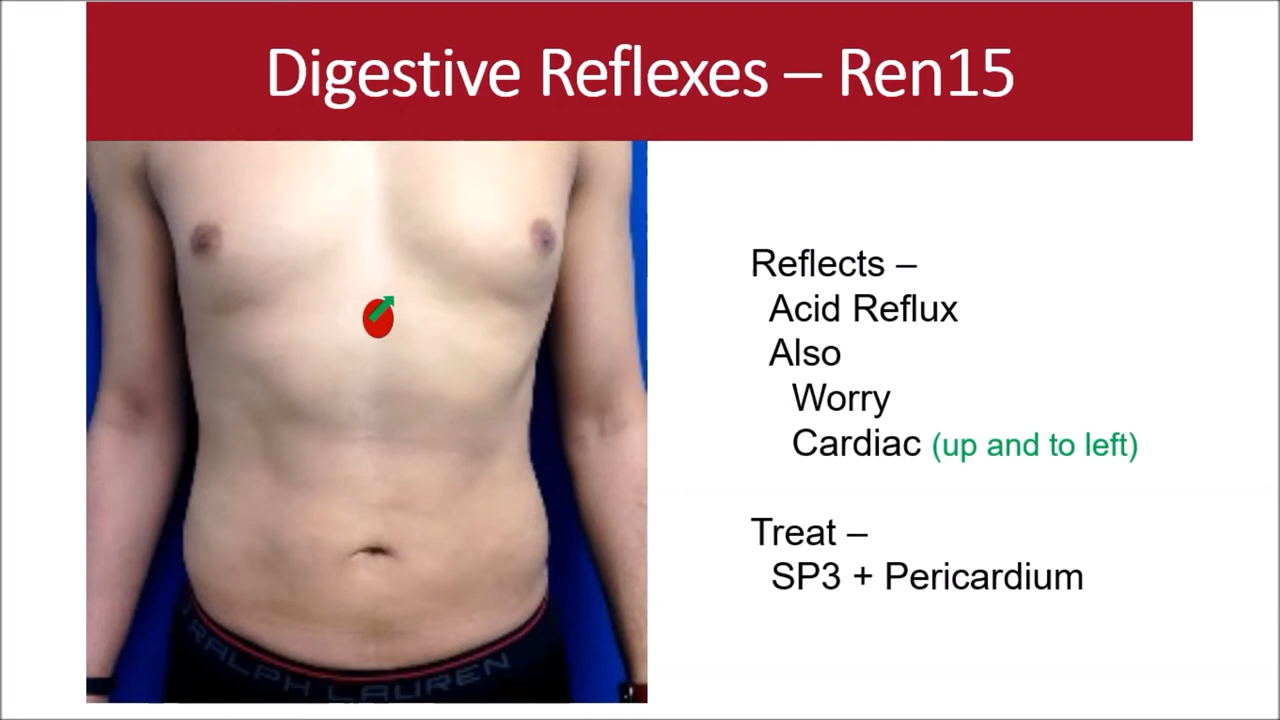 Digestive Reflexes – Ren15
Reflects –
Acid Reflux
Also
Worry
Cardiac (up and to left)
Treat –
SP3 + Pericardium
RALPH LAUREN